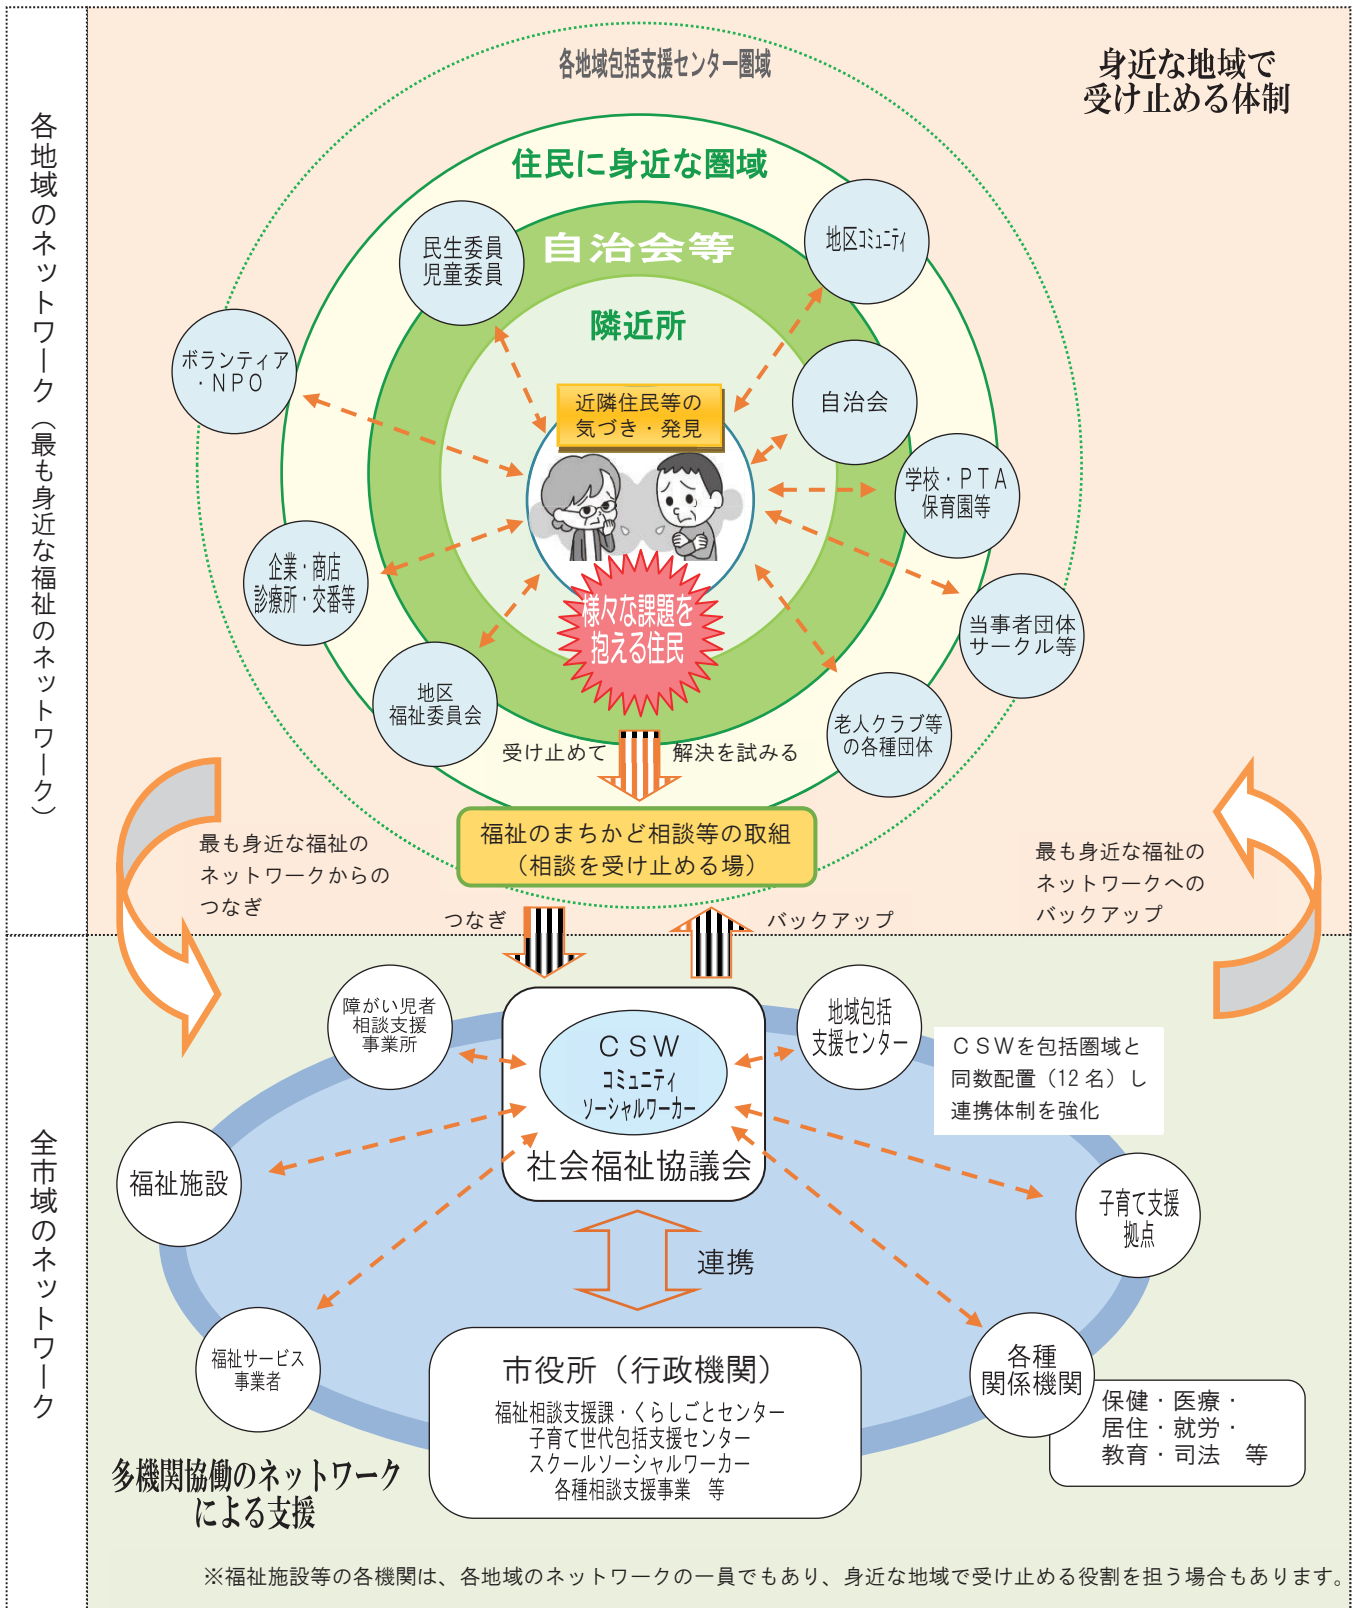 各地域のネットワーク（最も身近な福祉のネットワーク）
各地域包括支援センター圏域
身近な地域で
受け止める体制
住民に身近な圏域
自治会等
隣近所
民生委員
児童委員
地区コミュニティ
ボランティア
・ＮＰＯ
自治会
近隣住民等の
気づき・発見
学校・ＰＴＡ
保育園等
企業・商店
診療所・交番等
様々な課題を
抱える住民
当事者団体
サークル等
地区
福祉委員会
老人クラブ等
の各種団体
受け止めて
解決を試みる
福祉のまちかど相談等の取組
（相談を受け止める場）
最も身近な福祉の
ネットワークからの
つなぎ
最も身近な福祉の
ネットワークへの
バックアップ
つなぎ
バックアップ
全市域のネットワーク
障がい児者
相談支援
事業所
ＣＳＷ
コミュニティ
ソーシャルワーカー
社会福祉協議会
地域包括
支援センター
ＣＳＷを包括圏域と
同数配置（12 名）し
連携体制を強化
福祉施設
子育て支援
拠点
連携
福祉サービス
事業者
市役所（行政機関）
福祉相談支援課・くらしごとセンター
子育て世代包括支援センター
スクールソーシャルワーカー
各種相談支援事業　等
各種
関係機関
保健・医療・
居住・就労・
教育・司法　等
多機関協働のネットワーク
による支援
※福祉施設等の各機関は、各地域のネットワークの一員でもあり、身近な地域で受け止める役割を担う場合もあります。